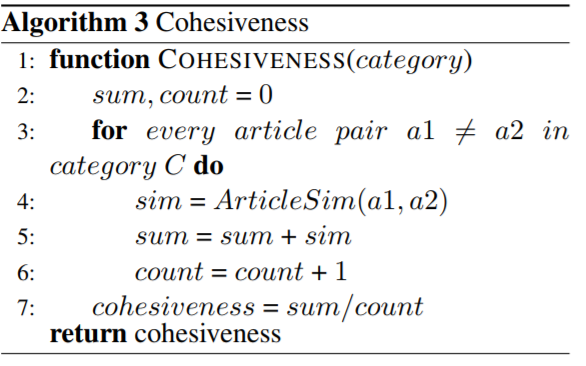 Algorithm 3 Cohesiveness
1: function COHESIVENESS(category)
2: sum, count = 0
3: for every article pair a1 ≠ a2 in
category C do
4: sim = ArticleSim(a1, a2)
5: sum = sum + sim
6: count = count + 1
7: cohesiveness = sum/count
return cohesiveness